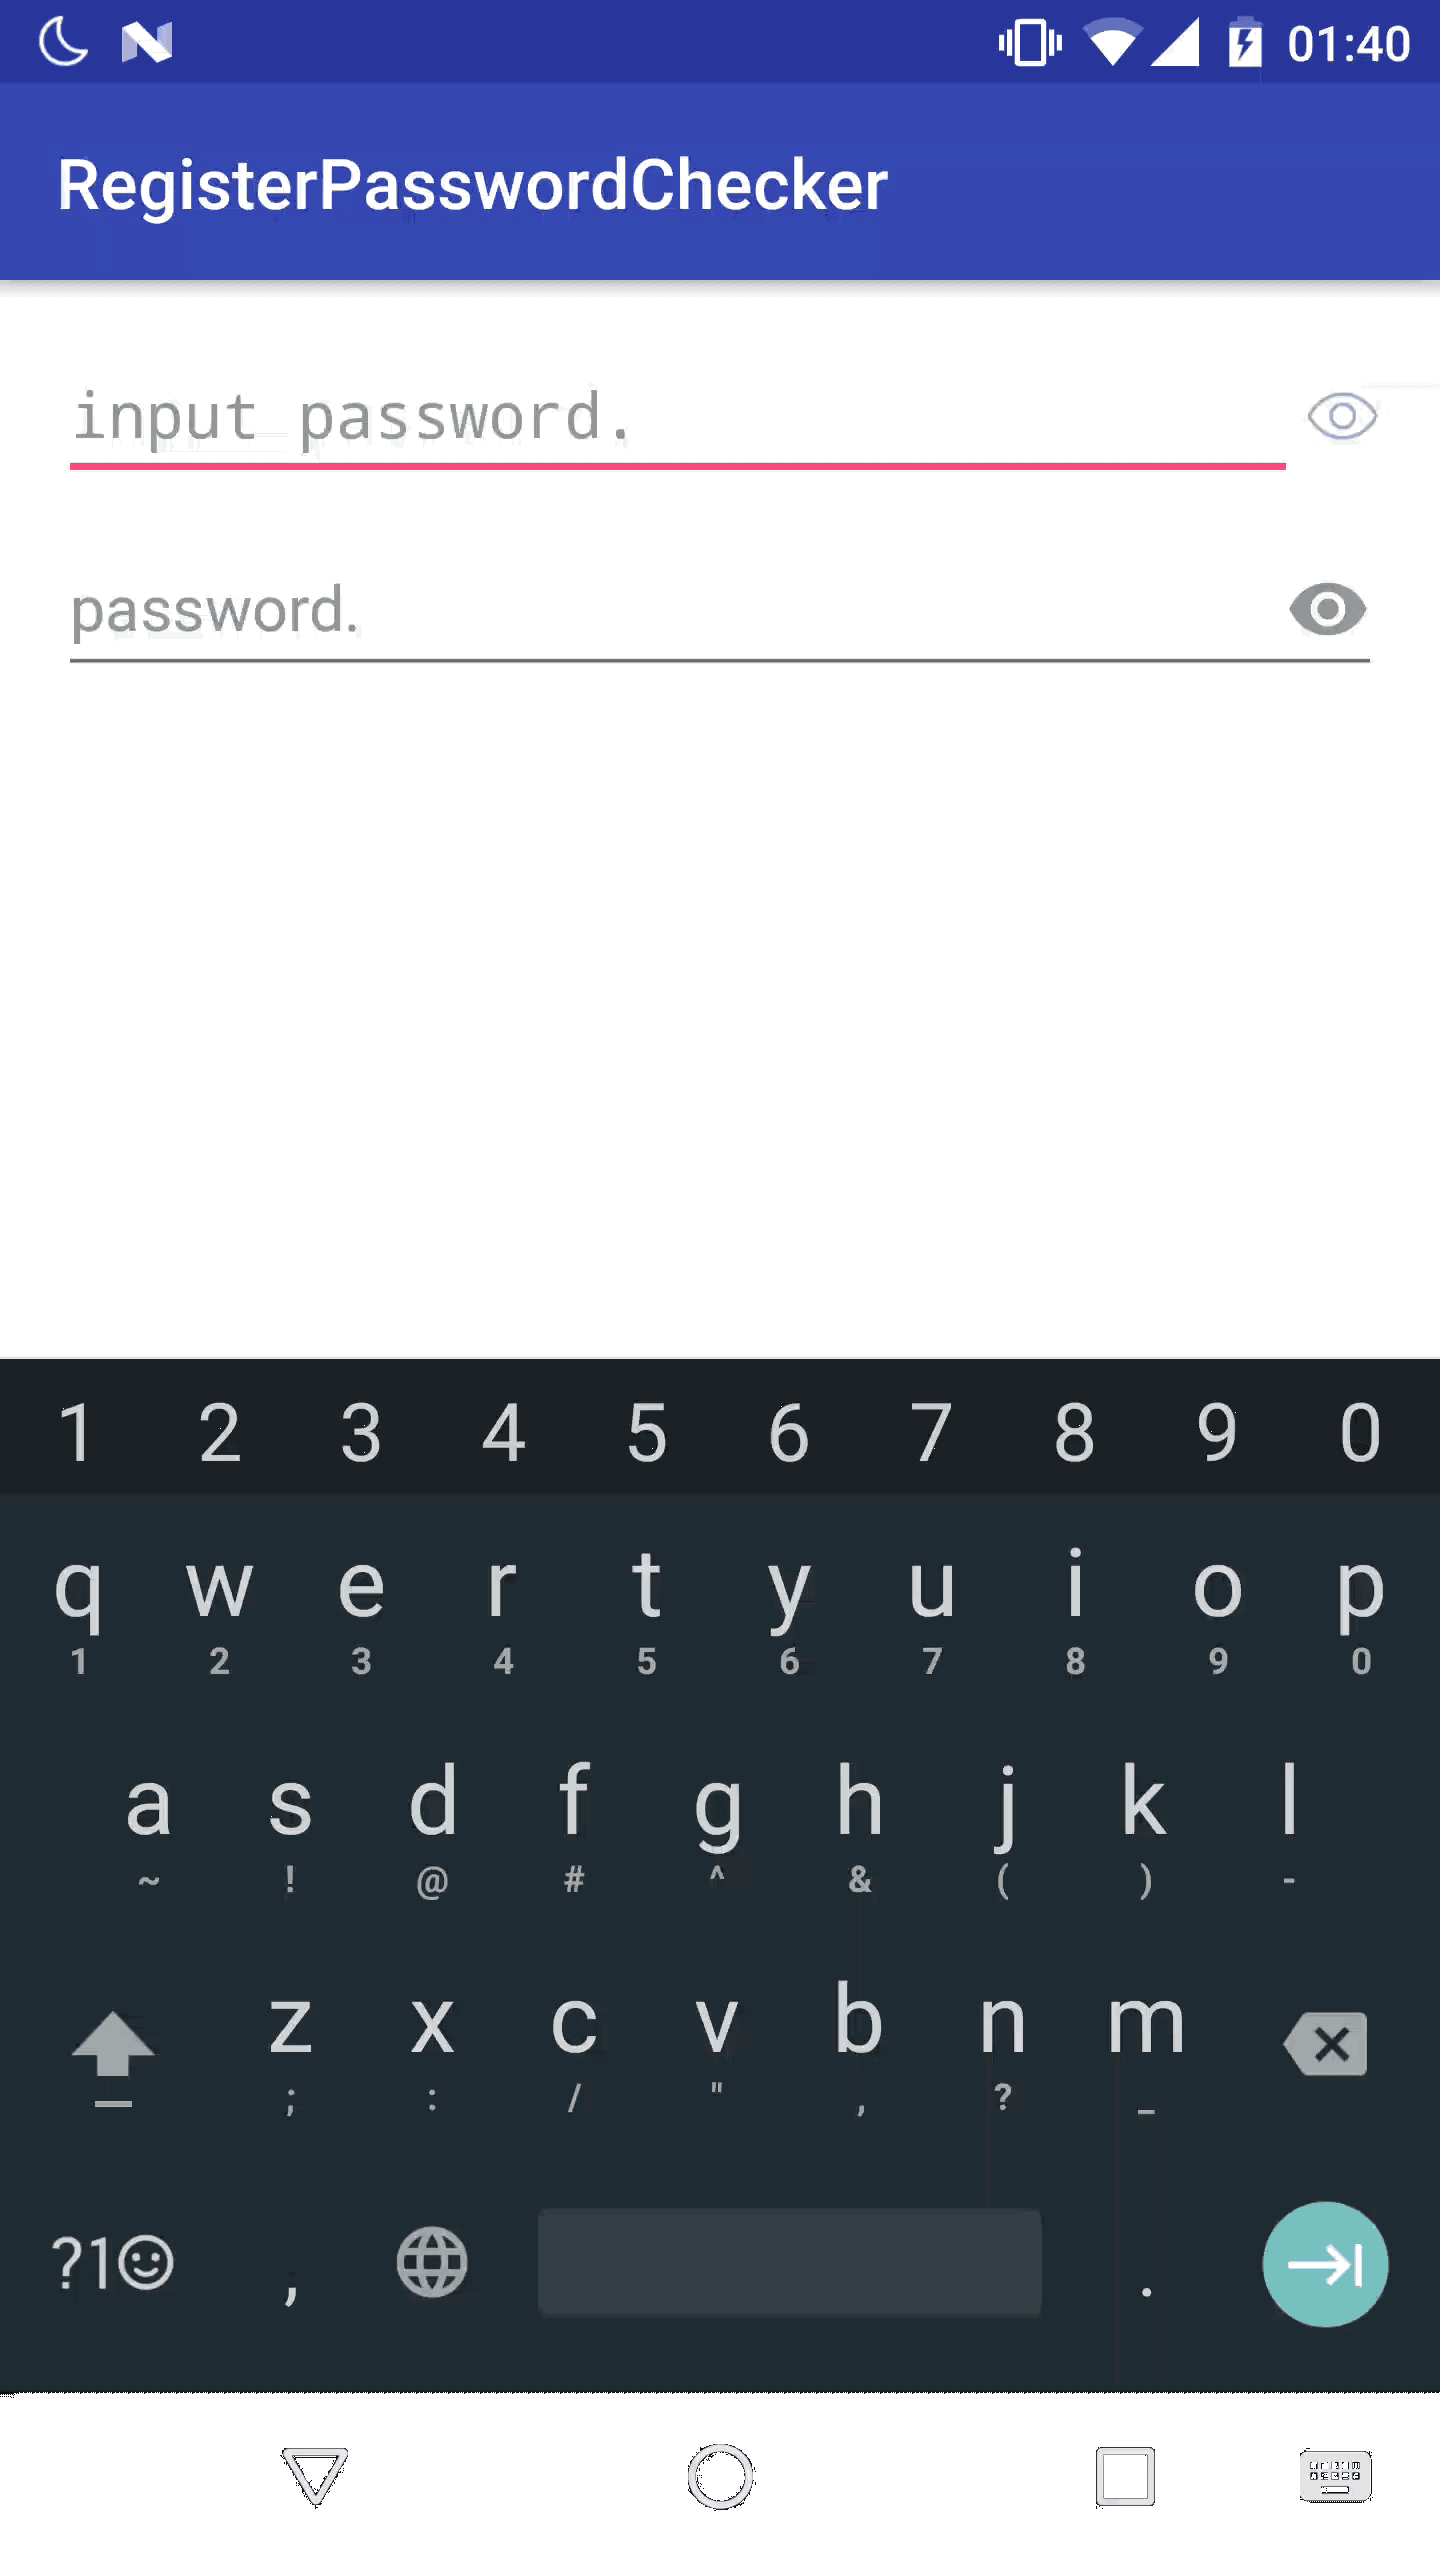 01:40
RegisterPasswordChecker
input password.
password.
1 2 3 4 5 6 7 8 9 0
q w e r t y u i o p
1 2 3 4 5 6 7 8 9 0
a s d f g h j k l
~ ! @ # ^ & ( ) -
z x c v b n m
; : / " , ? _
?1☺ , .